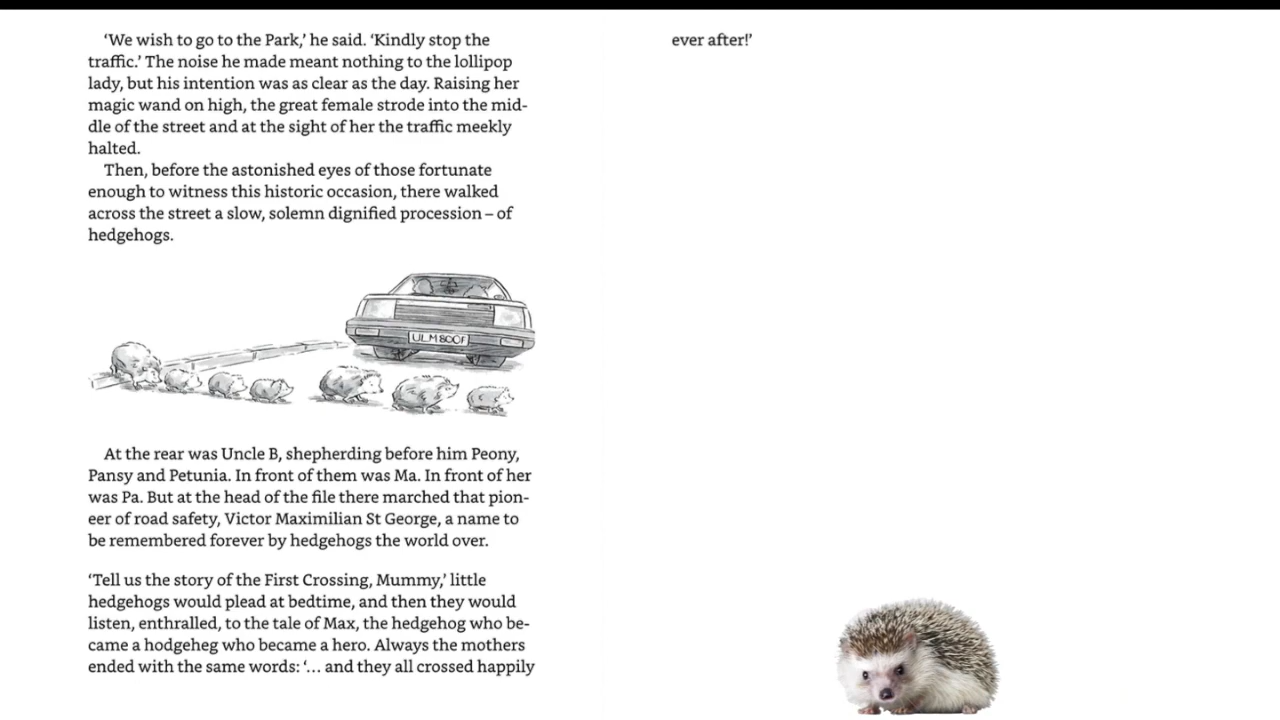 ‘We wish to go to the Park,’ he said. ‘Kindly stop the
traffic.’ The noise he made meant nothing to the lollipop
lady, but his intention was as clear as the day. Raising her
magic wand on high, the great female strode into the mid-
dle of the street and at the sight of her the traffic meekly
halted.
Then, before the astonished eyes of those fortunate
enough to witness this historic occasion, there walked
across the street a slow, solemn dignified procession – of
hedgehogs.
ULM 800F
At the rear was Uncle B, shepherding before him Peony,
Pansy and Petunia. In front of them was Ma. In front of her
was Pa. But at the head of the file there marched that pion-
eer of road safety, Victor Maximilian St George, a name to
be remembered forever by hedgehogs the world over.
‘Tell us the story of the First Crossing, Mummy,’ little
hedgehogs would plead at bedtime, and then they would
listen, enthralled, to the tale of Max, the hedgehog who be-
came a hodgeheg who became a hero. Always the mothers
ended with the same words: ‘… and they all crossed happily
ever after!’